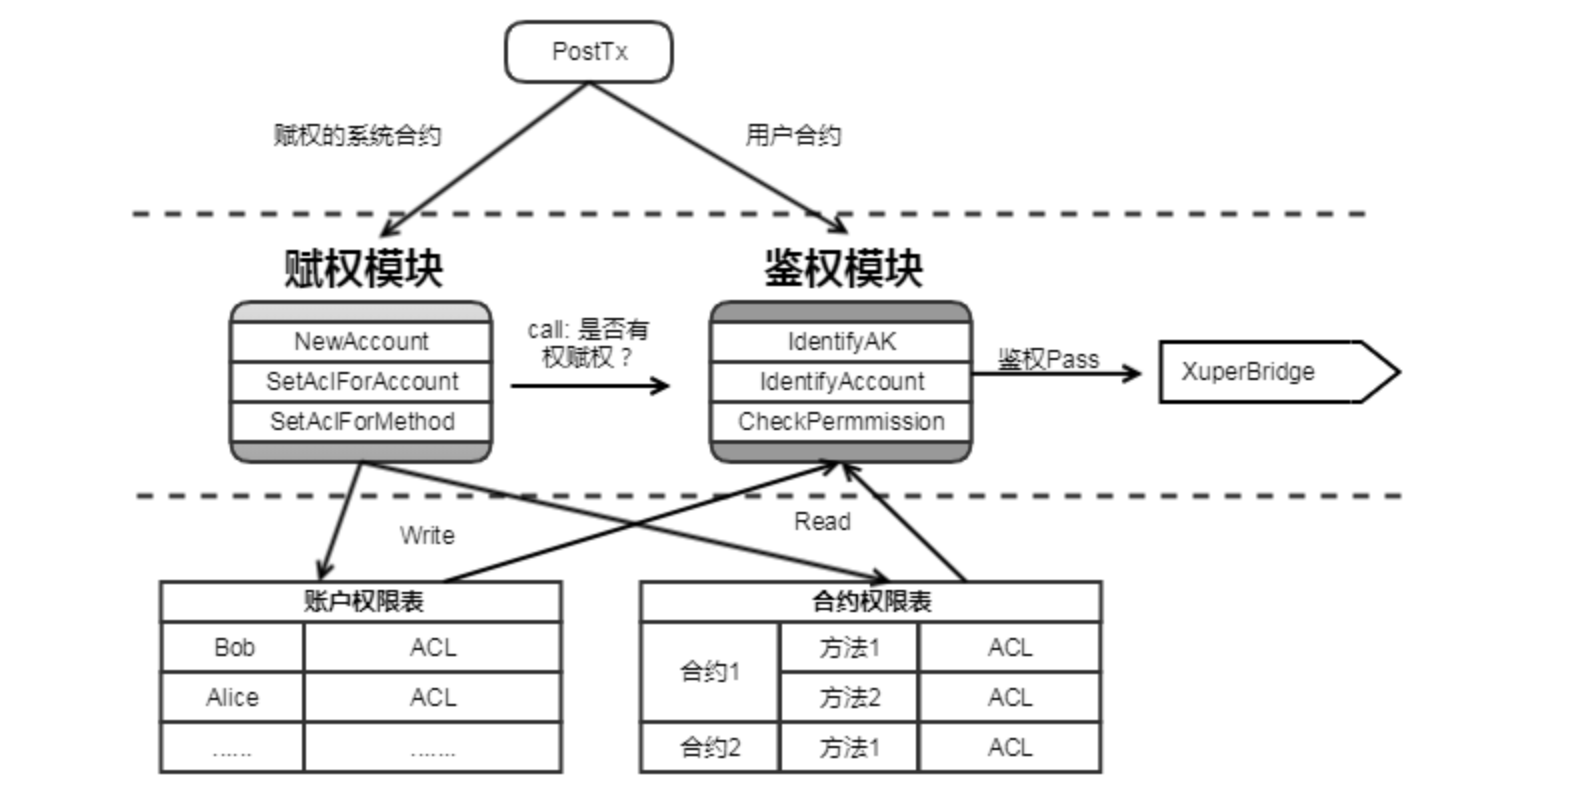 PostTx
赋权的系统合约
用户合约
赋权模块
鉴权模块
NewAccount
SetAclForAccount
SetAclForMethod
call: 是否有
权赋权？
IdentifyAK
IdentifyAccount
CheckPermmission
鉴权Pass
XuperBridge
Write
Read
账户权限表
Bob ACL
Alice ACL
...... .......
合约权限表
合约1 方法1 ACL
方法2 ACL
合约2 方法1 ACL